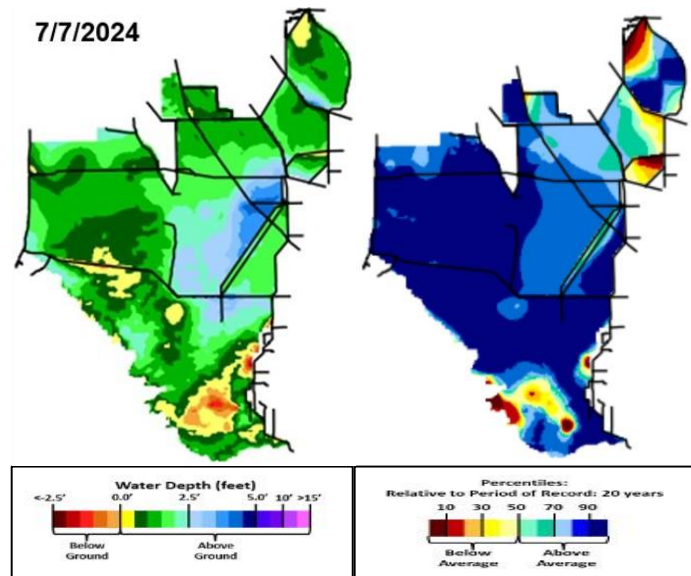 7/7/2024
Water Depth (feet)
<-2.5' 0.0' 2.5' 5.0' 10' >15'
Below Ground
Above Ground
Percentiles:
Relative to Period of Record: 20 years
10 30 50 70 90
Below Average
Above Average